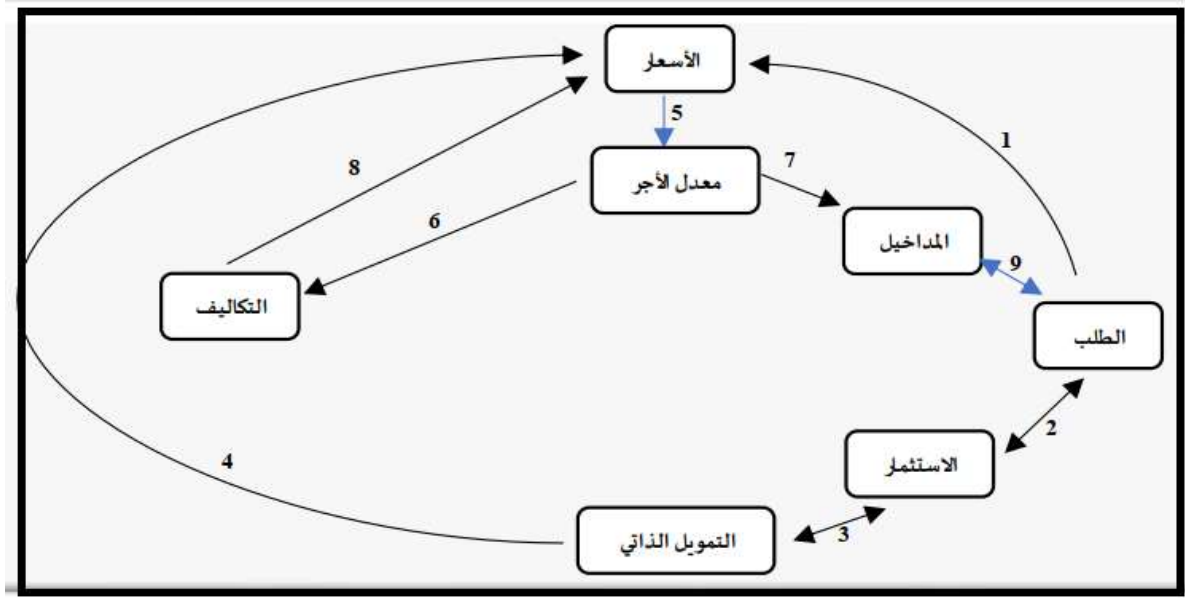 الأسعار
5
1
معدل الأجر
7
8
6
المداخيل
9
التكاليف
الطلب
2
الاستثمار
4
التمويل الذاتي
3